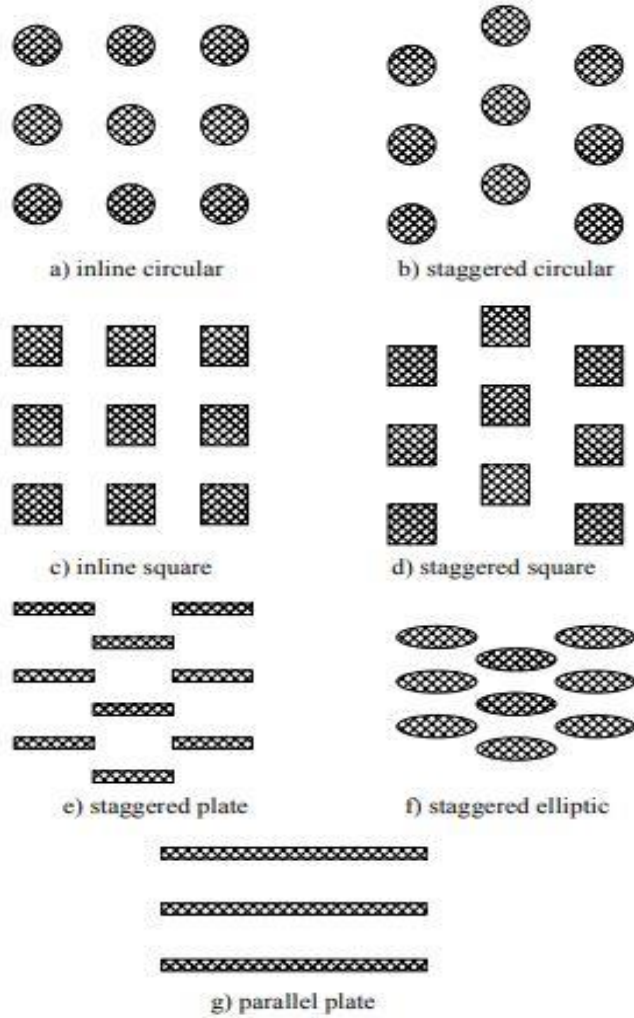 a) inline circular
b) staggered circular
c) inline square
d) staggered square
e) staggered plate
f) staggered elliptic
g) parallel plate